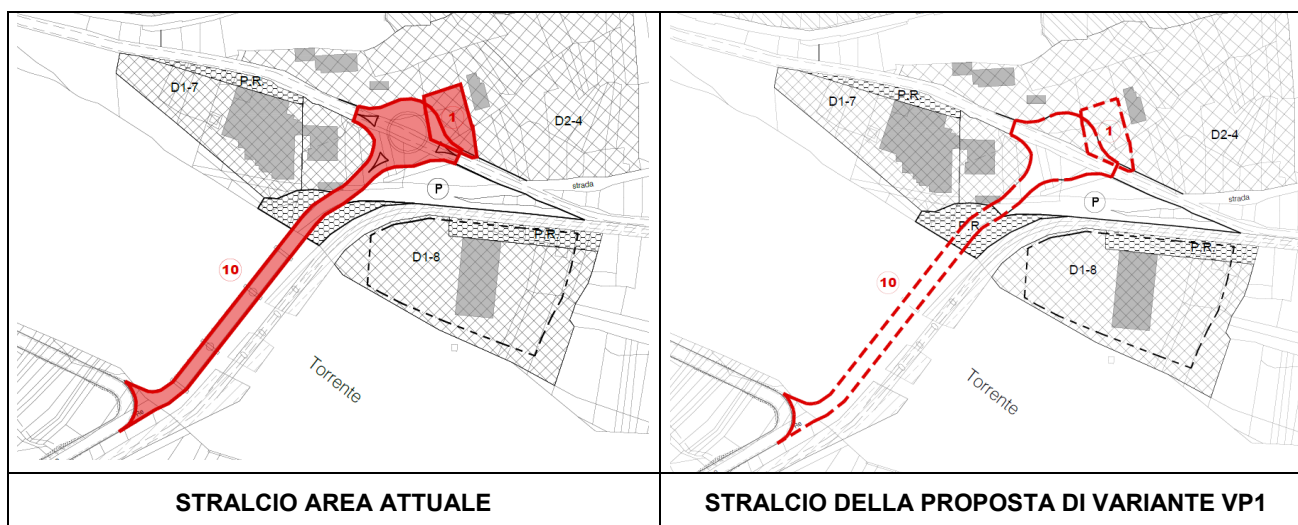 P.R.
D1-7
1
D2-4
strada
P
P.R.
D1-8
10
Torrente
STRALCIO AREA ATTUALE
P.R.
D1-7
1
D2-4
strada
P
P.R.
P.R.
D1-8
10
Torrente
STRALCIO DELLA PROPOSTA DI VARIANTE VP1